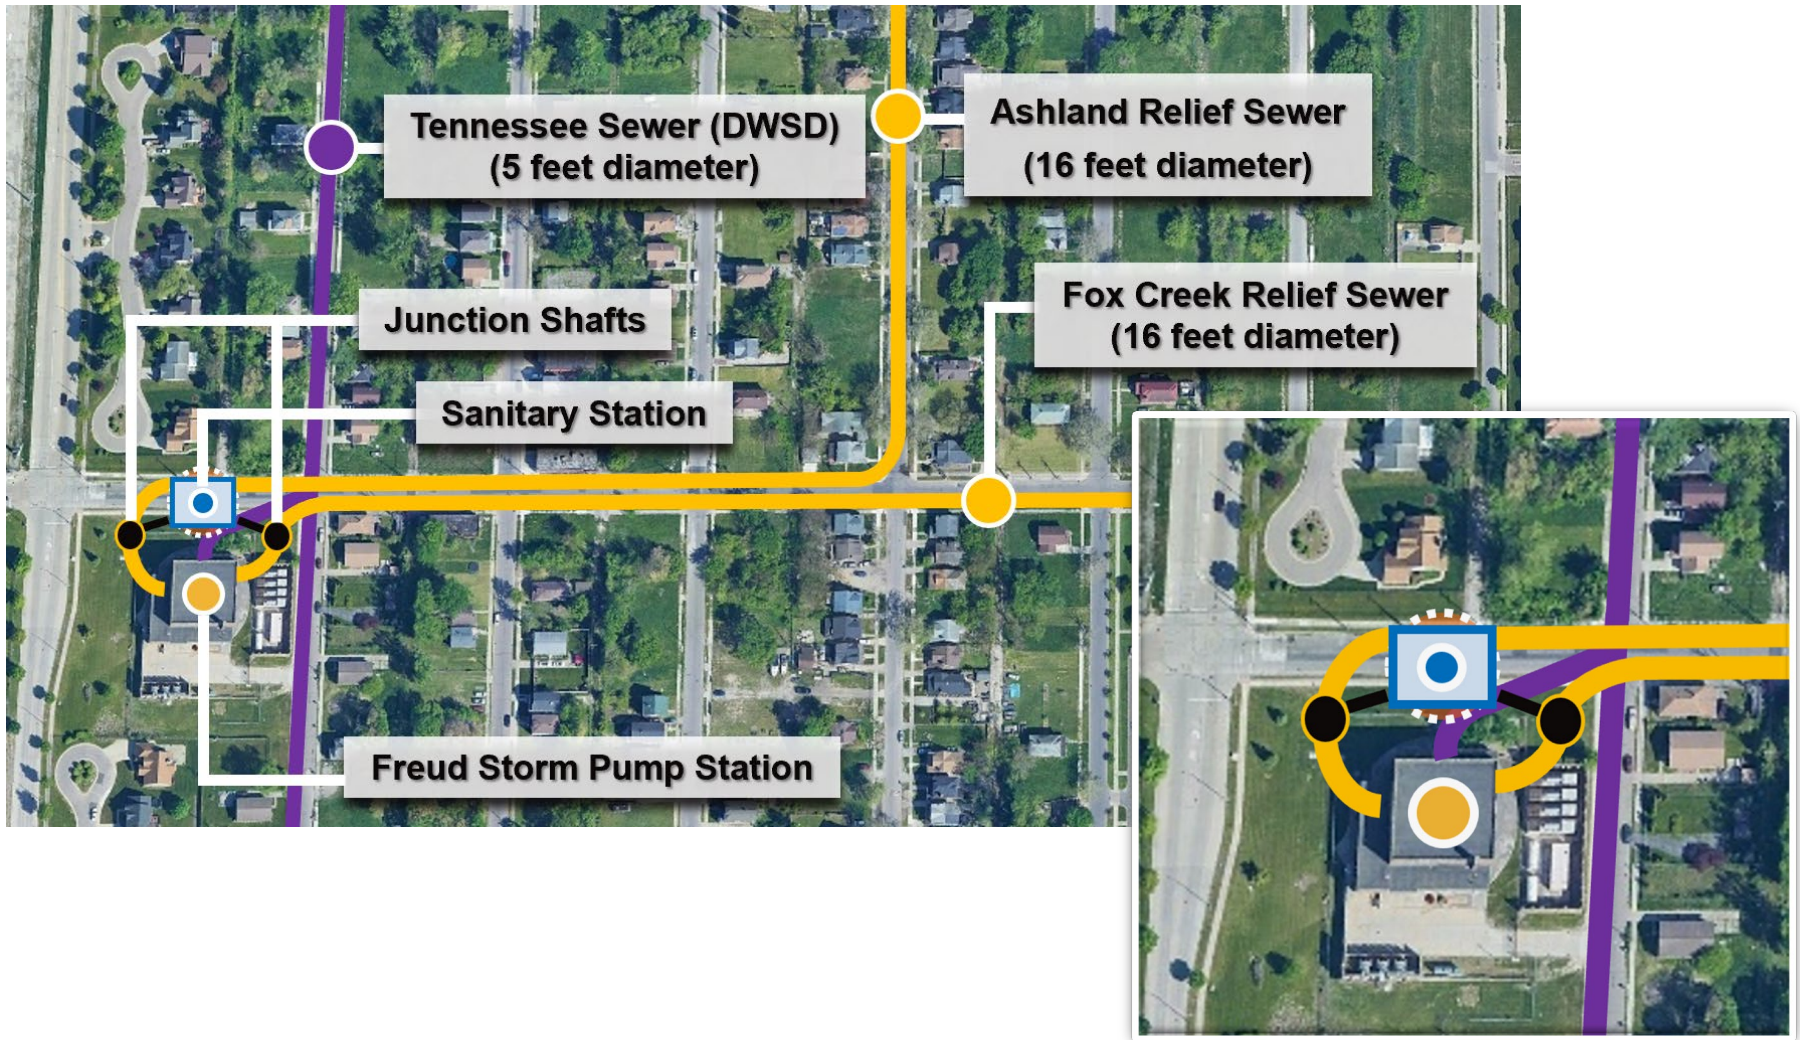 Tennessee Sewer (DWSD)
(5 feet diameter)
Ashland Relief Sewer
(16 feet diameter)
Fox Creek Relief Sewer
(16 feet diameter)
Junction Shafts
Sanitary Station
Freud Storm Pump Station